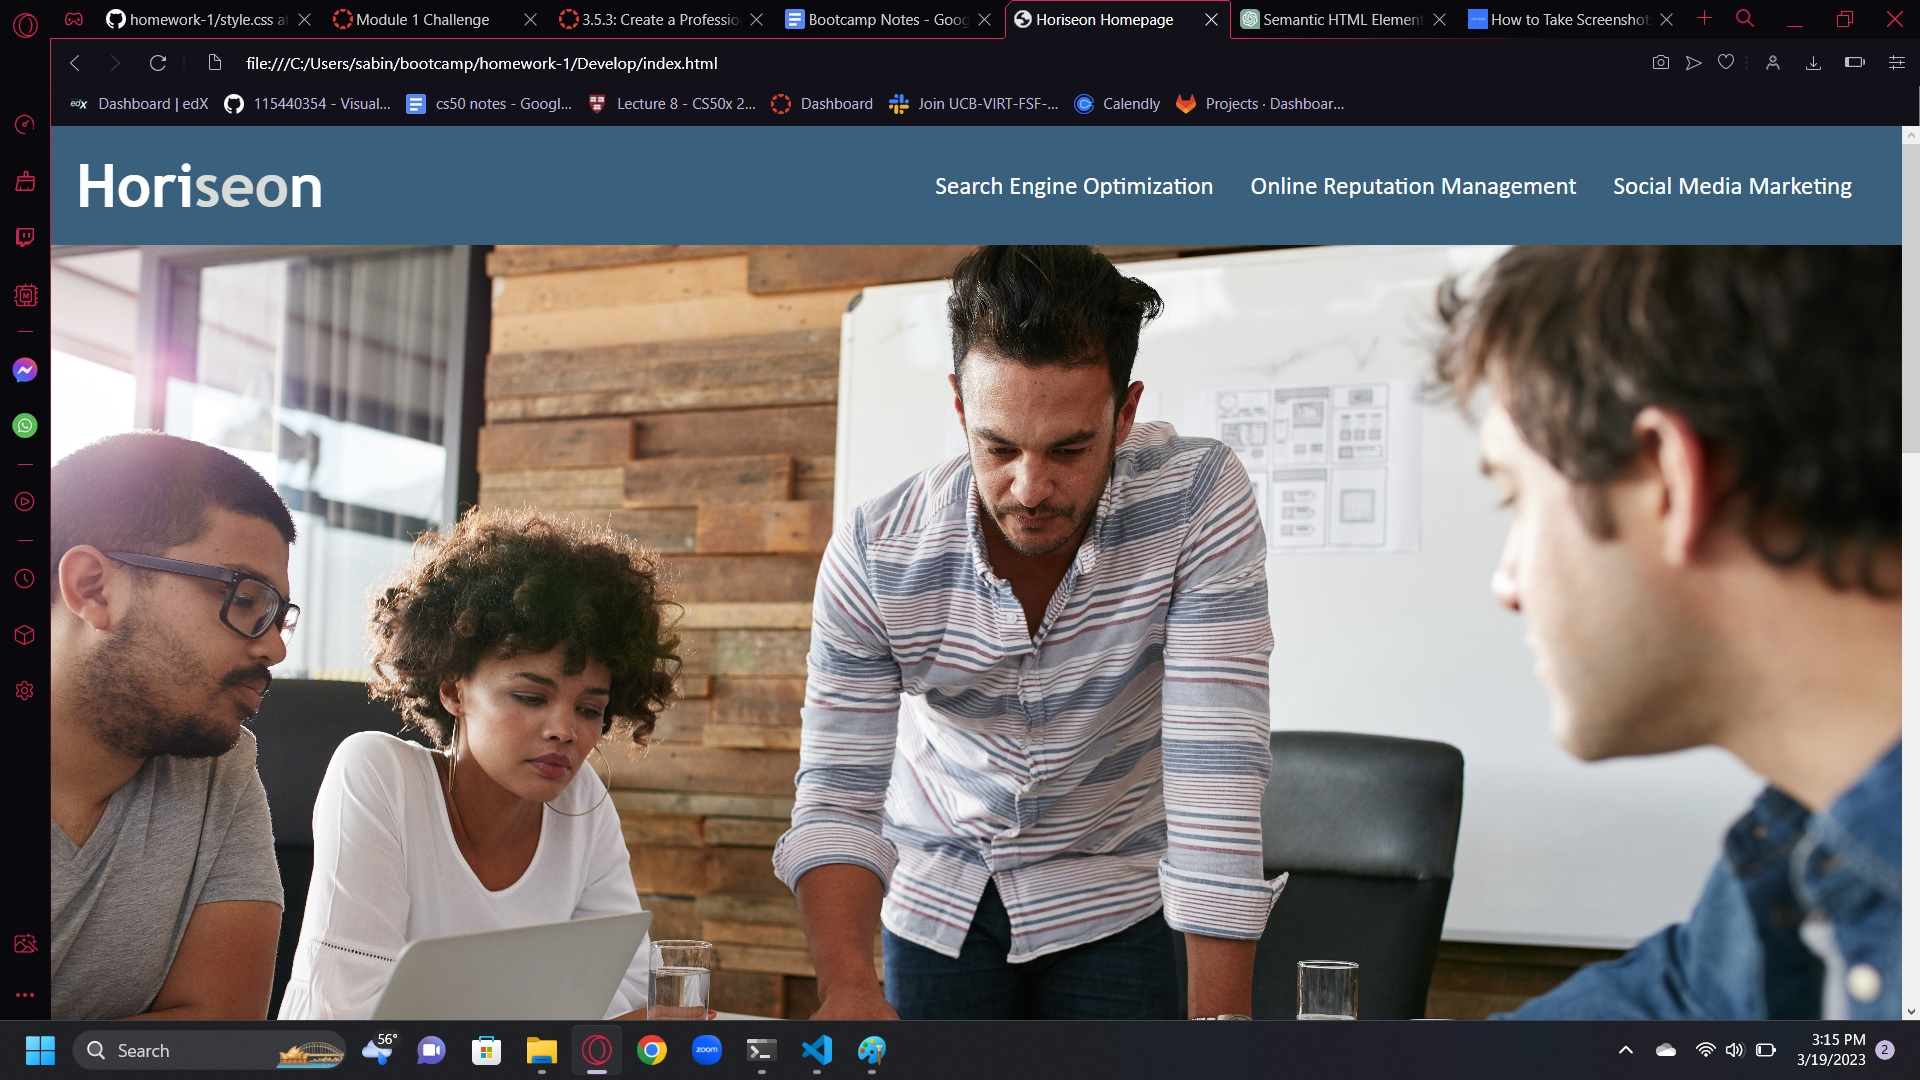 homework-1/style.css a
Module 1 Challenge
3.5.3: Create a Professio
Bootcamp Notes - Goog
Horiseon Homepage
Semantic HTML Element
How to Take Screenshot
file:///C:/Users/sabin/bootcamp/homework-1/Develop/index.html
edX Dashboard | edX
115440354 - Visual...
cs50 notes - Googl...
Lecture 8 - CS50x 2...
Dashboard
Join UCB-VIRT-FSF-...
Calendly
Projects · Dashboar...
Horiseon
Search Engine Optimization
Online Reputation Management
Social Media Marketing
Search
56°
zoom
3:15 PM
3/19/2023
2